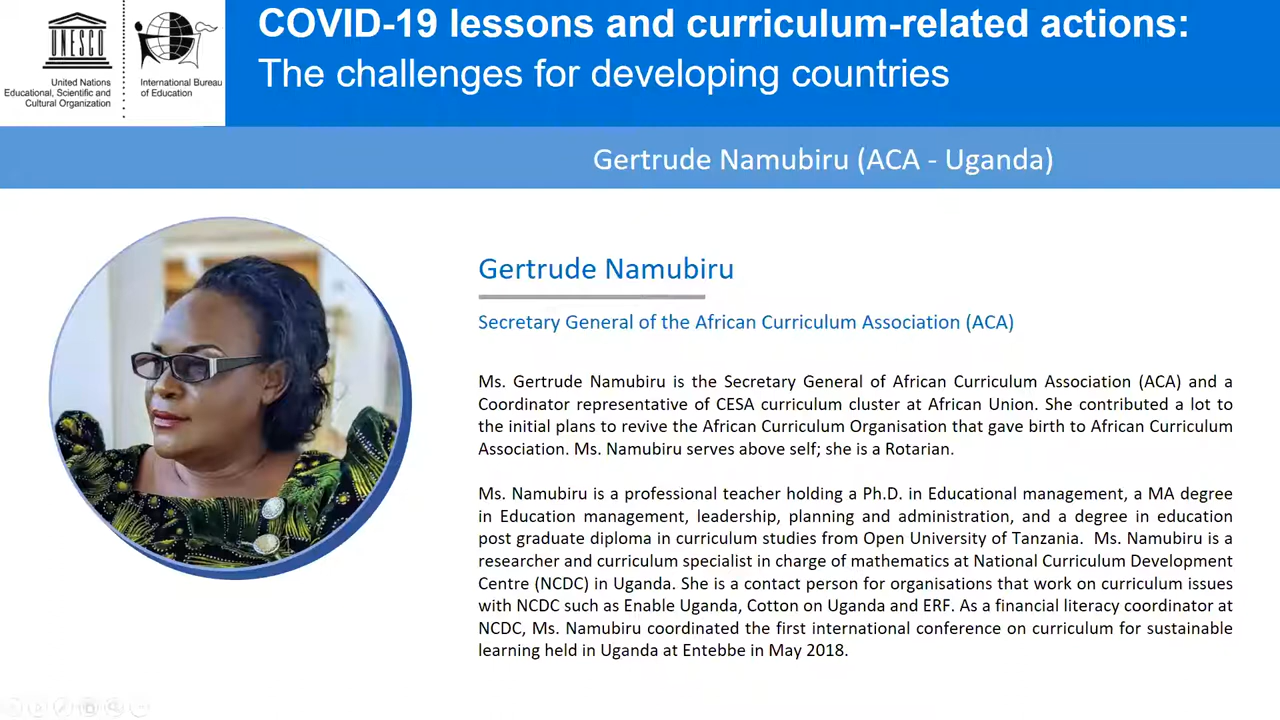 UNESCO
United Nations
Educational, Scientific and
Cultural Organization
International Bureau
of Education
COVID-19 lessons and curriculum-related actions:
The challenges for developing countries
Gertrude Namubiru (ACA - Uganda)
Gertrude Namubiru
Secretary General of the African Curriculum Association (ACA)
Ms. Gertrude Namubiru is the Secretary General of African Curriculum Association (ACA) and a
Coordinator representative of CESA curriculum cluster at African Union. She contributed a lot to
the initial plans to revive the African Curriculum Organisation that gave birth to African Curriculum
Association. Ms. Namubiru serves above self; she is a Rotarian.
Ms. Namubiru is a professional teacher holding a Ph.D. in Educational management, a MA degree
in Education management, leadership, planning and administration, and a degree in education
post graduate diploma in curriculum studies from Open University of Tanzania. Ms. Namubiru is a
researcher and curriculum specialist in charge of mathematics at National Curriculum Development
Centre (NCDC) in Uganda. She is a contact person for organisations that work on curriculum issues
with NCDC such as Enable Uganda, Cotton on Uganda and ERF. As a financial literacy coordinator at
NCDC, Ms. Namubiru coordinated the first international conference on curriculum for sustainable
learning held in Uganda at Entebbe in May 2018.